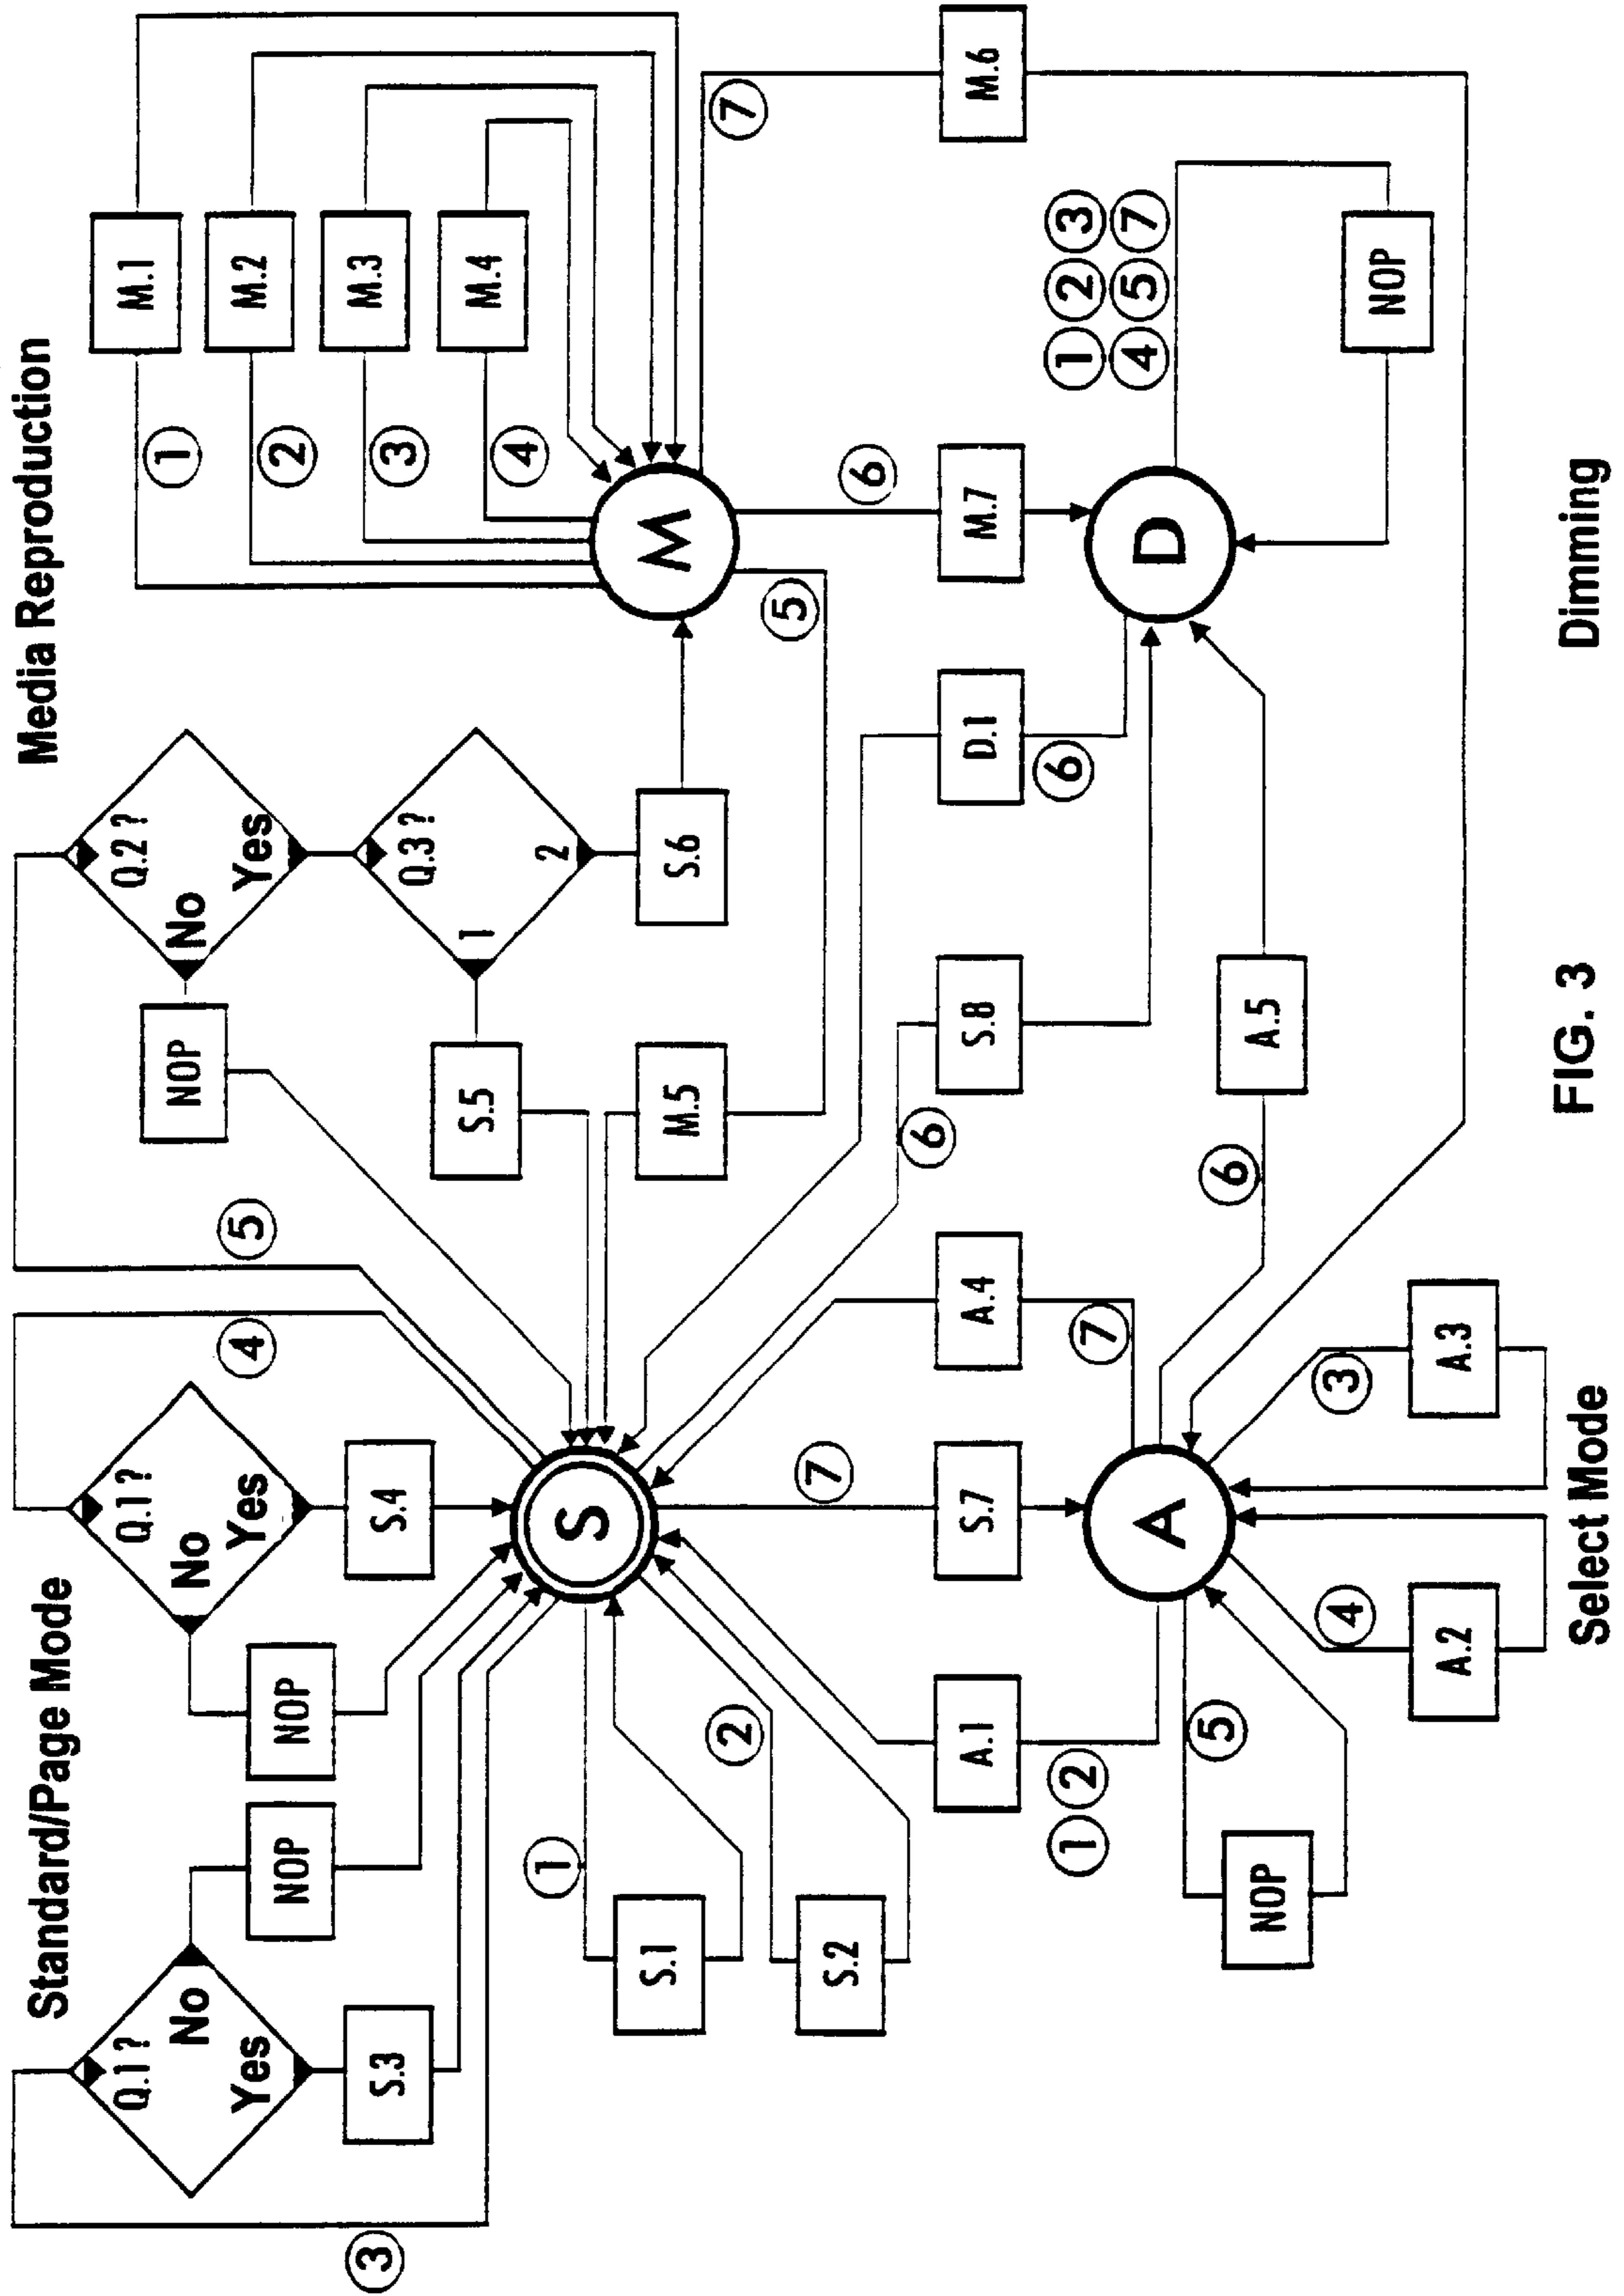 Standard/Page Mode
Media Reproduction
Q.1?
No
Yes
③
S.3
NOP
NOP
Q.1?
No
Yes
④
S.4
⑤
Q.2?
No
Yes
NOP
Q.3?
1
2
S.5
S.6
M.5
①
M.1
②
M.2
③
M.3
④
M.4
S
M
①
S.1
②
S.2
⑦
S.7
⑥
S.8
⑤
⑥
M.7
⑦
M.6
A.1
① ②
A.4
⑦
D.1
⑥
A
D
① ② ③
④ ⑤ ⑦
NOP
⑤
NOP
④
A.2
③
A.3
⑥
A.5
Select Mode
FIG. 3
Dimming